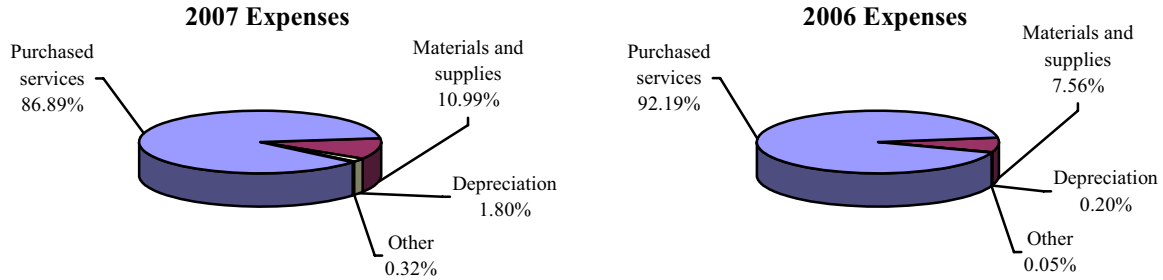 2007 Expenses
Purchased
services
86.89%
Materials and
supplies
10.99%
Depreciation
1.80%
Other
0.32%
2006 Expenses
Purchased
services
92.19%
Materials and
supplies
7.56%
Depreciation
0.20%
Other
0.05%